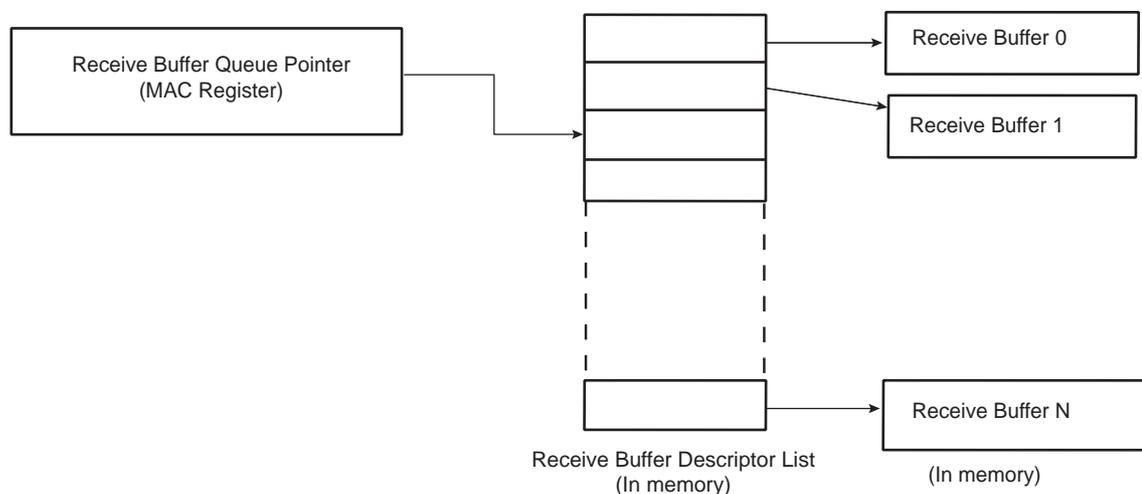 Receive Buffer Queue Pointer
(MAC Register)
Receive Buffer 0
Receive Buffer 1
Receive Buffer N
Receive Buffer Descriptor List
(In memory)
(In memory)